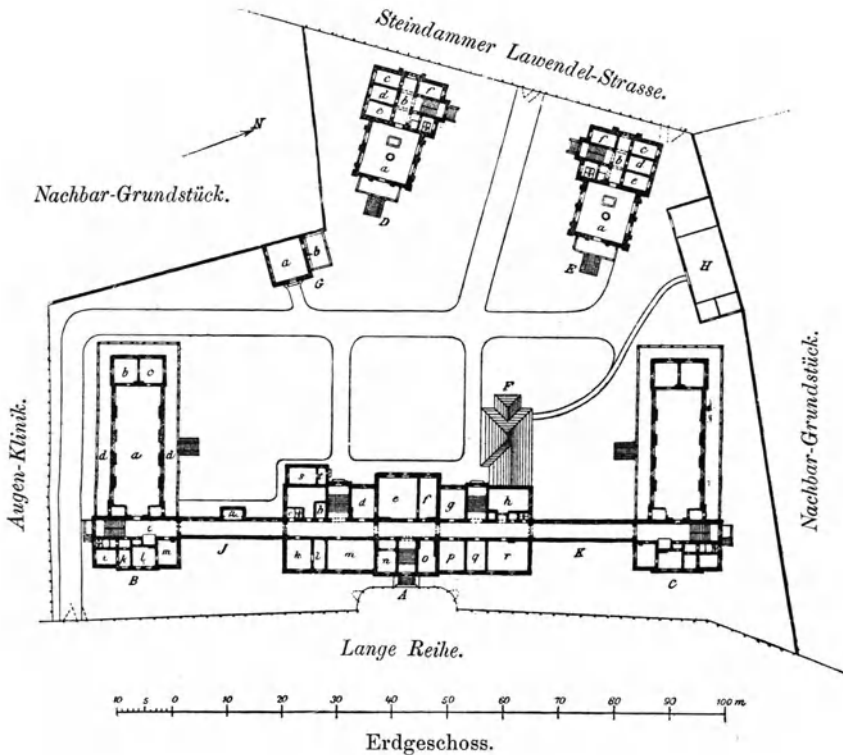 Steindammer Lawendel-Strasse.
c
d
e
b
f
a
D
f
b
c
d
e
a
E
N
Nachbar-Grundstück.
a
b
G
H
Augen-Klinik.
b
c
d
a
d
F
Nachbar-Grundstück.
s
t
h
d
e
f
g
h
u
c
J
K
i
k
l
m
B
k
l
m
n
o
p
q
r
A
C
Lange Reihe.
10 5 0 10 20 30 40 50 60 70 80 90 100 m
Erdgeschoss.